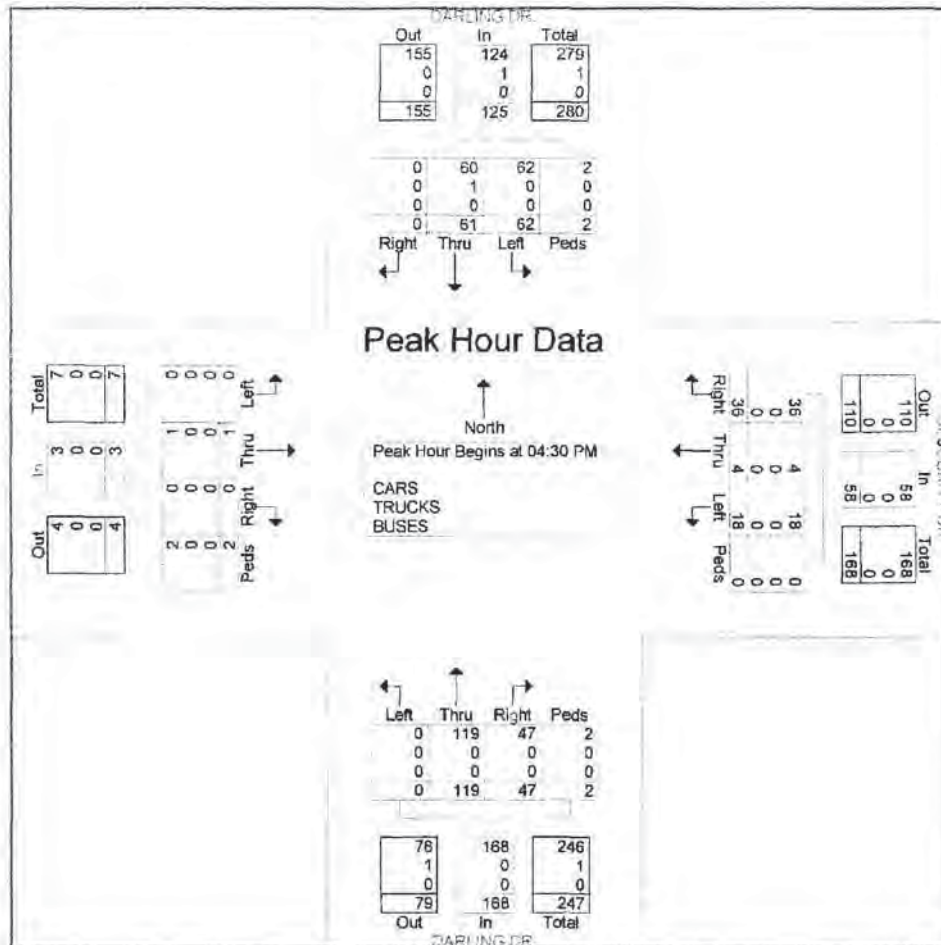 DARLING DR.
Out In Total
155 124 279
0 1 1
0 0 0
155 125 280
0 60 62 2
0 1 0 0
0 0 0 0
0 61 62 2
Right Thru Left Peds
Peak Hour Data
North
Peak Hour Begins at 04:30 PM
CARS
TRUCKS
BUSES
Total
7 0 0 7
In
3 0 0 3
Out
4 0 0 4
0 0 0 0
Left
1 0 0 1
Thru
0 0 0 0
Right
2 0 0 2
Peds
Right
36 0 0 36
Thru
4 0 0 4
Left
18 0 0 18
Peds
0 0 0 0
Out
110 0 0 110
In
58 0 0 58
Total
168 0 0 168
Left Thru Right Peds
0 119 47 2
0 0 0 0
0 0 0 0
0 119 47 2
78 168 246
1 0 1
0 0 0
79 168 247
Out In Total
DARLING DR.